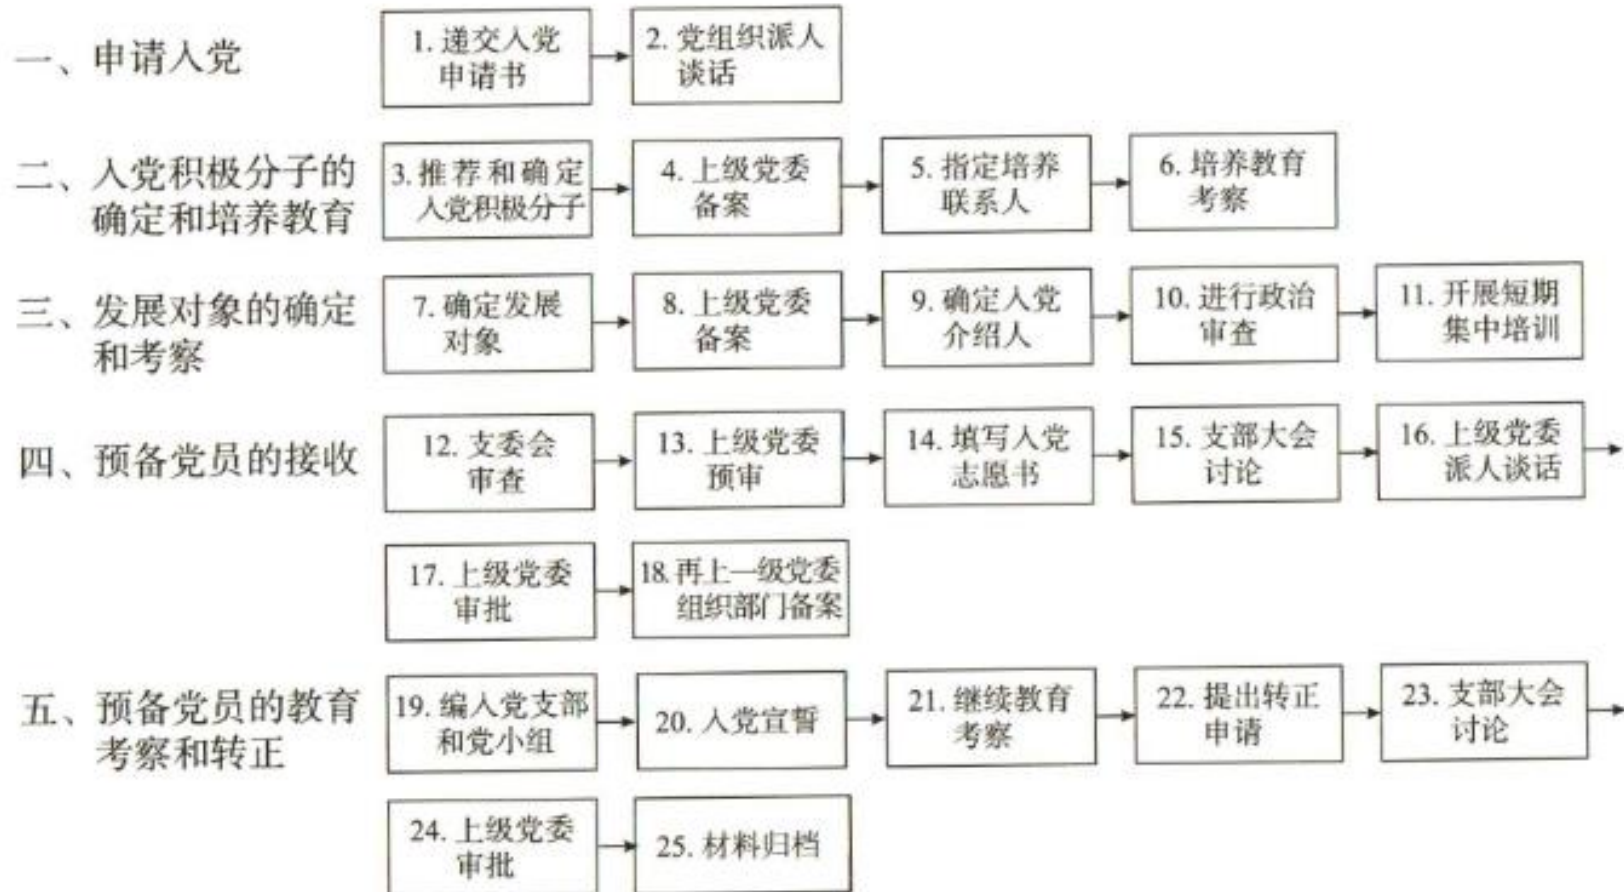 一、申请入党
1. 递交入党
申请书
2. 党组织派人
谈话
二、入党积极分子的
确定和培养教育
3. 推荐和确定
入党积极分子
4. 上级党委
备案
5. 指定培养
联系人
6. 培养教育
考察
三、发展对象的确定
和考察
7. 确定发展
对象
8. 上级党委
备案
9. 确定入党
介绍人
10. 进行政治
审查
11. 开展短期
集中培训
四、预备党员的接收
12. 支委会
审查
13. 上级党委
预审
14. 填写入党
志愿书
15. 支部大会
讨论
16. 上级党委
派人谈话
17. 上级党委
审批
18. 再上一级党委
组织部门备案
五、预备党员的教育
考察和转正
19. 编入党支部
和党小组
20. 入党宣誓
21. 继续教育
考察
22. 提出转正
申请
23. 支部大会
讨论
24. 上级党委
审批
25. 材料归档